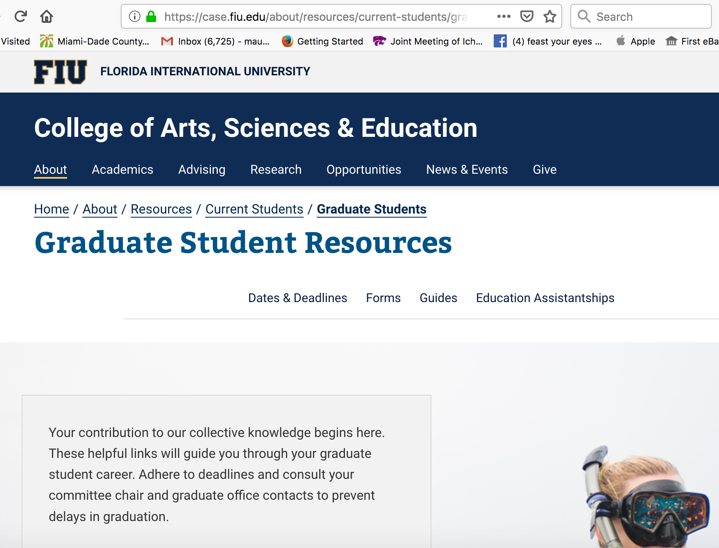 https://case.fiu.edu/about/resources/current-students/gra
Search
Visited
Miami-Dade County...
Inbox (6,725) - mau...
Getting Started
Joint Meeting of Ich...
(4) feast your eyes ...
Apple
First eBa
FIU FLORIDA INTERNATIONAL UNIVERSITY
College of Arts, Sciences & Education
About Academics Advising Research Opportunities News & Events Give
Home / About / Resources / Current Students / Graduate Students
Graduate Student Resources
Dates & Deadlines Forms Guides Education Assistantships
Your contribution to our collective knowledge begins here.
These helpful links will guide you through your graduate
student career. Adhere to deadlines and consult your
committee chair and graduate office contacts to prevent
delays in graduation.